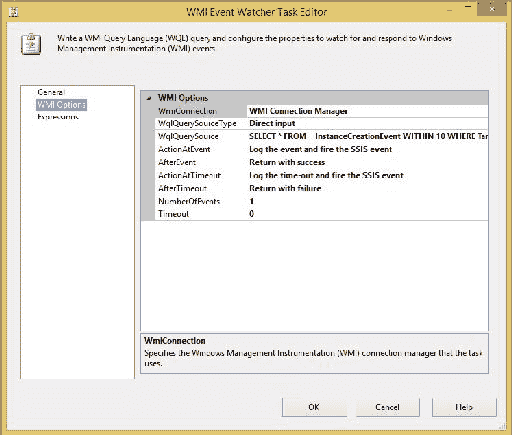 WMI Event Watcher Task Editor
Write a WMI Query Language (WQL) query and configure the properties to watch for and respond to Windows
Management Instrumentation (WMI) events.
General
WMI Options
Expressions
WMI Options
WmiConnection WMI Connection Manager
WqlQuerySourceType Direct input
WqlQuerySource SELECT * FROM __InstanceCreationEvent WITHIN 10 WHERE Tar
ActionAtEvent Log the event and fire the SSIS event
AfterEvent Return with success
ActionAtTimeout Log the time-out and fire the SSIS event
AfterTimeout Return with failure
NumberOfEvents 1
Timeout 0
WmiConnection
Specifies the Windows Management Instrumentation (WMI) connection manager that the task
uses.
OK Cancel Help